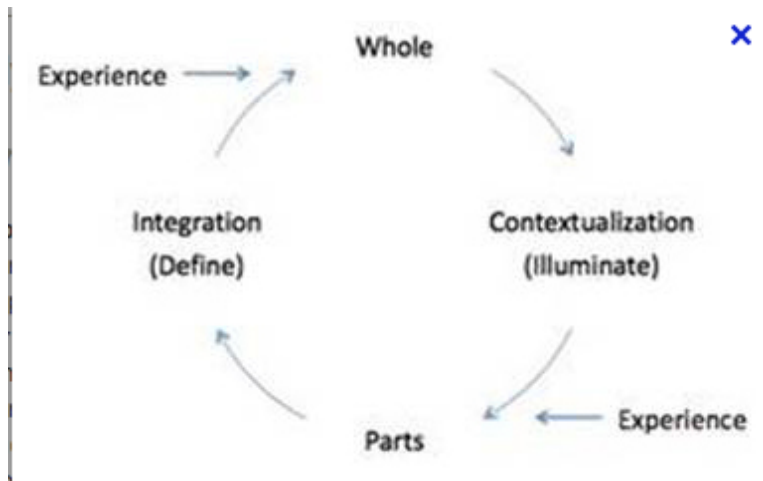 Whole
Experience
Integration
(Define)
Contextualization
(Illuminate)
Experience
Parts